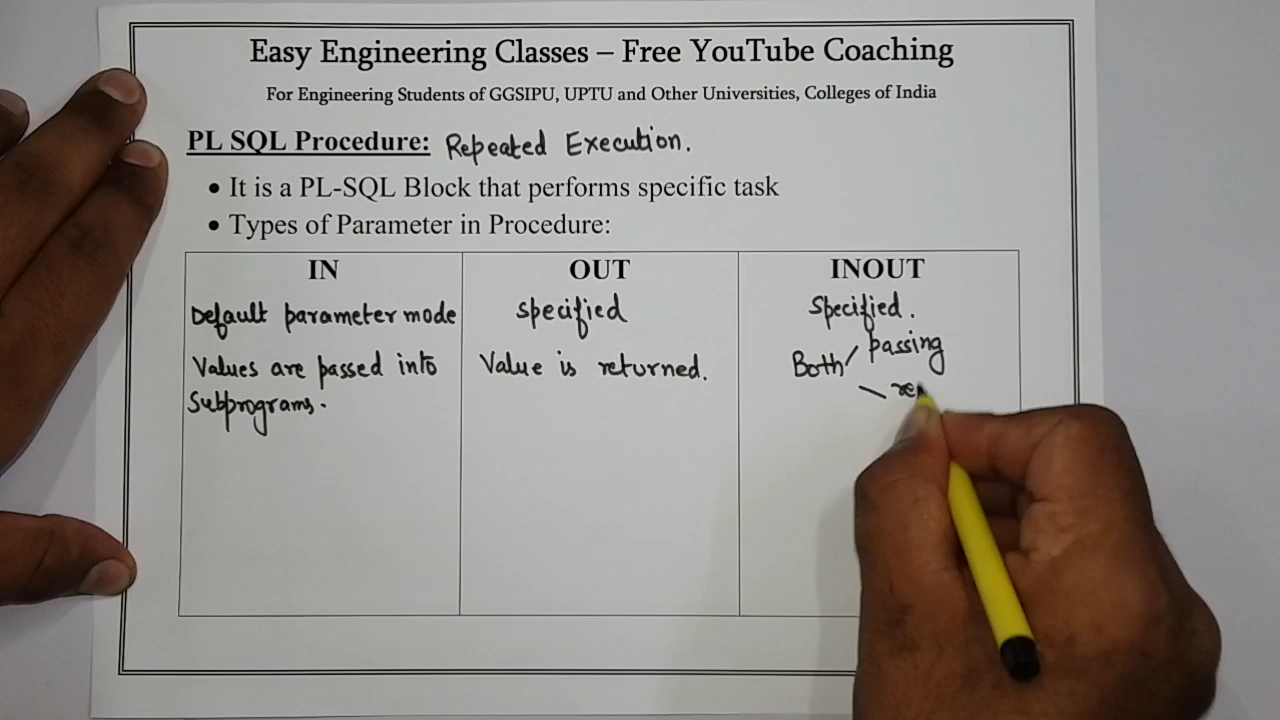 Easy Engineering Classes – Free YouTube Coaching
For Engineering Students of GGSIPU, UPTU and Other Universities, Colleges of India
PL SQL Procedure: Repeated Execution.
• It is a PL-SQL Block that performs specific task
• Types of Parameter in Procedure:
IN
Default parameter mode
Values are passed into
Subprograms.
OUT
Specified
Value is returned.
INOUT
Specified.
Both/ passing